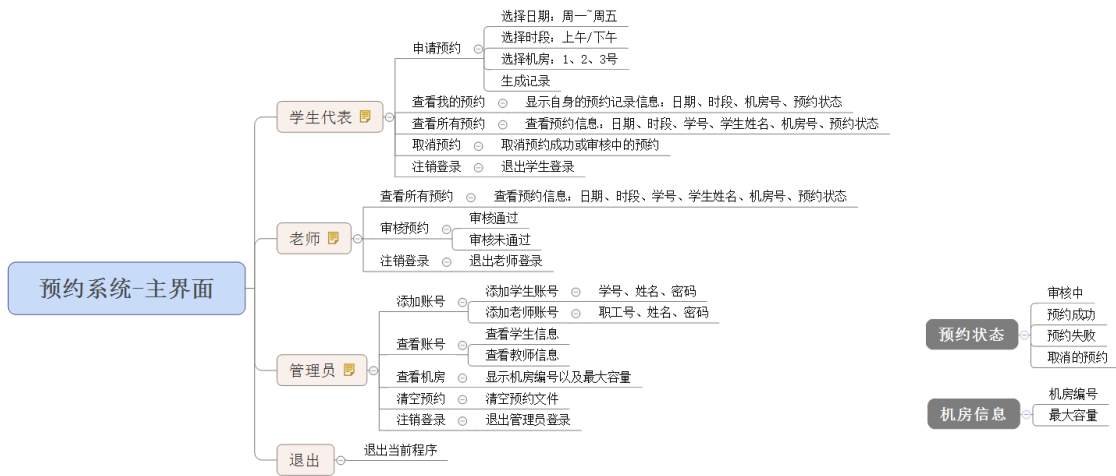 预约系统-主界面
学生代表
申请预约
选择日期：周一~周五
选择时段：上午/下午
选择机房：1、2、3号
生成记录
查看我的预约
显示自身的预约记录信息：日期、时段、机房号、预约状态
查看所有预约
查看预约信息：日期、时段、学号、学生姓名、机房号、预约状态
取消预约
取消预约成功或审核中的预约
注销登录
退出学生登录
老师
查看所有预约
查看预约信息：日期、时段、学号、学生姓名、机房号、预约状态
审核预约
审核通过
审核未通过
注销登录
退出老师登录
管理员
添加账号
添加学生账号
学号、姓名、密码
添加老师账号
职工号、姓名、密码
查看账号
查看学生信息
查看教师信息
查看机房
显示机房编号以及最大容量
清空预约
清空预约文件
注销登录
退出管理员登录
退出
退出当前程序
预约状态
审核中
预约成功
预约失败
取消的预约
机房信息
机房编号
最大容量